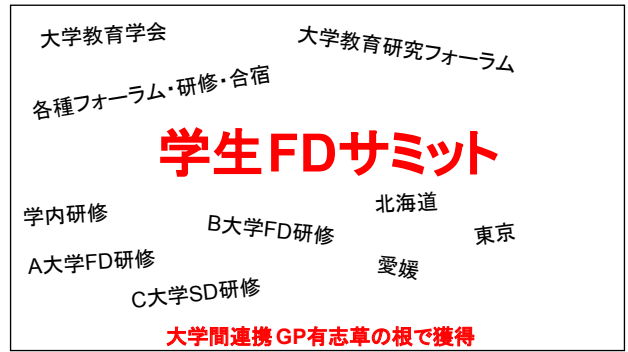 大学教育学会
大学教育研究フォーラム
各種フォーラム・研修・合宿
学生FDサミット
学内研修
B大学FD研修
北海道
東京
A大学FD研修
愛媛
C大学SD研修
大学間連携GP有志草の根で獲得